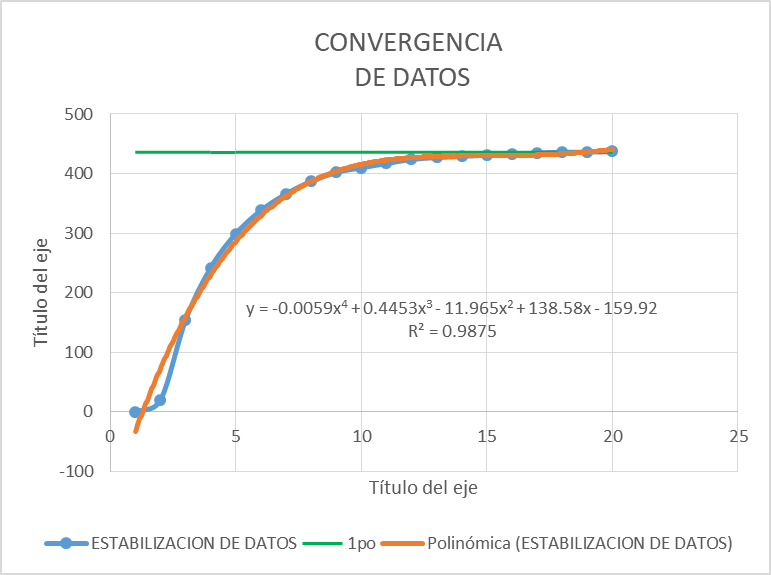 CONVERGENCIA
DE DATOS
500
400
300
200
100
0
-100
0 5 10 15 20 25
Título del eje
Título del eje
y = -0.0059x⁴ + 0.4453x³ - 11.965x² + 138.58x - 159.92
R² = 0.9875
ESTABILIZACION DE DATOS 1po Polinómica (ESTABILIZACION DE DATOS)